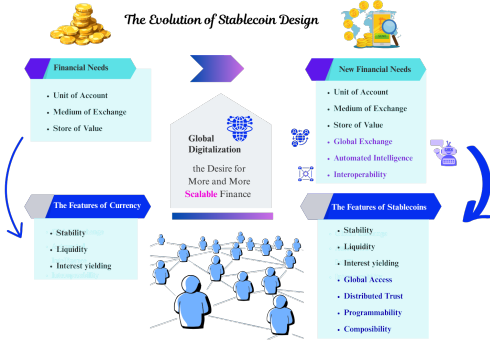 The Evolution of Stablecoin Design
Financial Needs
Unit of Account
Medium of Exchange
Store of Value
The Features of Currency
Stability
Liquidity
Interest yielding
Global
Digitalization
the Desire for
More and More
Scalable Finance
New Financial Needs
Unit of Account
Medium of Exchange
Store of Value
Global Exchange
Automated Intelligence
Interoperability
The Features of Stablecoins
Stability
Liquidity
Interest yielding
Global Access
Distributed Trust
Programmability
Composibility